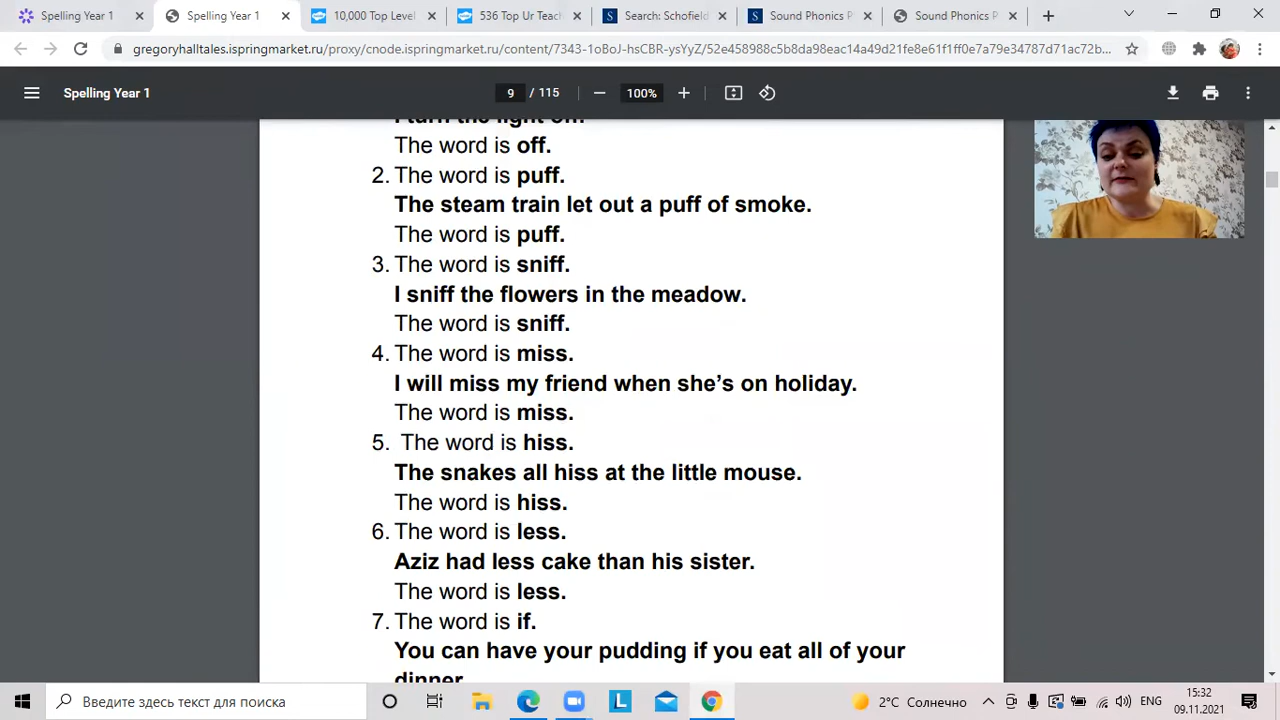 Spelling Year 1
Spelling Year 1
10,000 Top Level
536 Top Ur Teach
Search: Schofield
Sound Phonics P
Sound Phonics P
gregoryhalltales.ispringmarket.ru/proxy/cnode.ispringmarket.ru/content/7343-1oBoJ-hsCBR-ysYyZ/52e458988c5b8da98eac14a49d21fe8e61f1ff0e7a79e34787d71ac72b...
Spelling Year 1
9 / 115
100%
I turn the light off.
The word is off.
2. The word is puff.
The steam train let out a puff of smoke.
The word is puff.
3. The word is sniff.
I sniff the flowers in the meadow.
The word is sniff.
4. The word is miss.
I will miss my friend when she's on holiday.
The word is miss.
5. The word is hiss.
The snakes all hiss at the little mouse.
The word is hiss.
6. The word is less.
Aziz had less cake than his sister.
The word is less.
7. The word is if.
You can have your pudding if you eat all of your
dinner.
Введите здесь текст для поиска
L
2°C Солнечно
ENG
15:32
09.11.2021